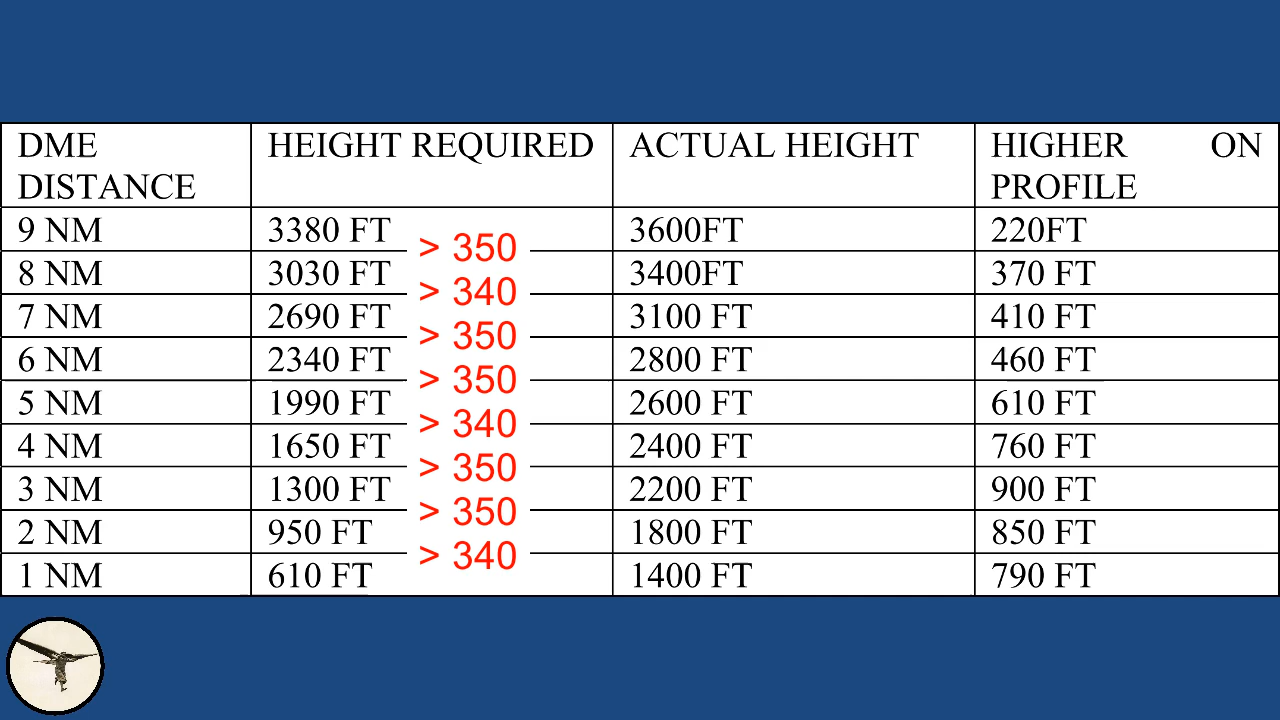 DME DISTANCE HEIGHT REQUIRED ACTUAL HEIGHT HIGHER ON PROFILE
9 NM 3380 FT 3600FT 220FT
> 350
8 NM 3030 FT 3400FT 370 FT
> 340
7 NM 2690 FT 3100 FT 410 FT
> 350
6 NM 2340 FT 2800 FT 460 FT
> 350
5 NM 1990 FT 2600 FT 610 FT
> 340
4 NM 1650 FT 2400 FT 760 FT
> 350
3 NM 1300 FT 2200 FT 900 FT
> 350
2 NM 950 FT 1800 FT 850 FT
> 340
1 NM 610 FT 1400 FT 790 FT